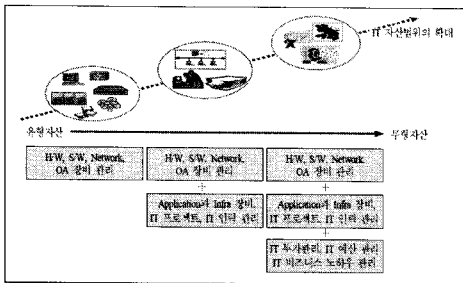 IT 자산범위의 확대
유형자산
무형자산
H/W, S/W, Network,
OA 장비 관리
H/W, S/W, Network,
OA 장비 관리
H/W, S/W, Network,
OA 장비 관리
+
+
Application과 Infra 장비,
IT 프로젝트, IT 인력 관리
Application과 Infra 장비,
IT 프로젝트, IT 인력 관리
+
IT 투자관리, IT 예산 관리
IT 비즈니스 노하우 관리